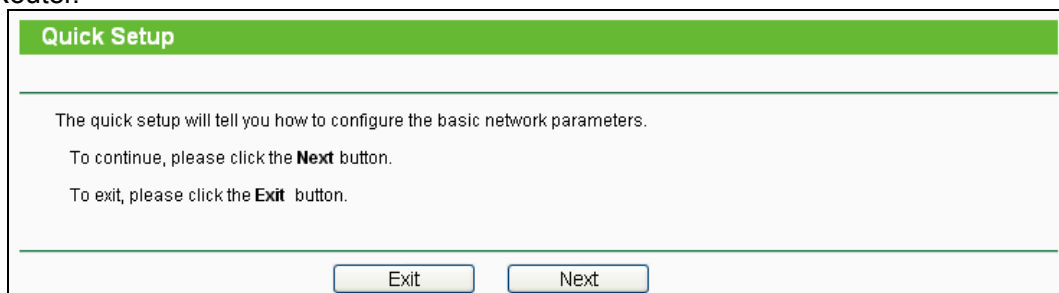 Router.
Quick Setup
The quick setup will tell you how to configure the basic network parameters.
To continue, please click the Next button.
To exit, please click the Exit button.
Exit Next